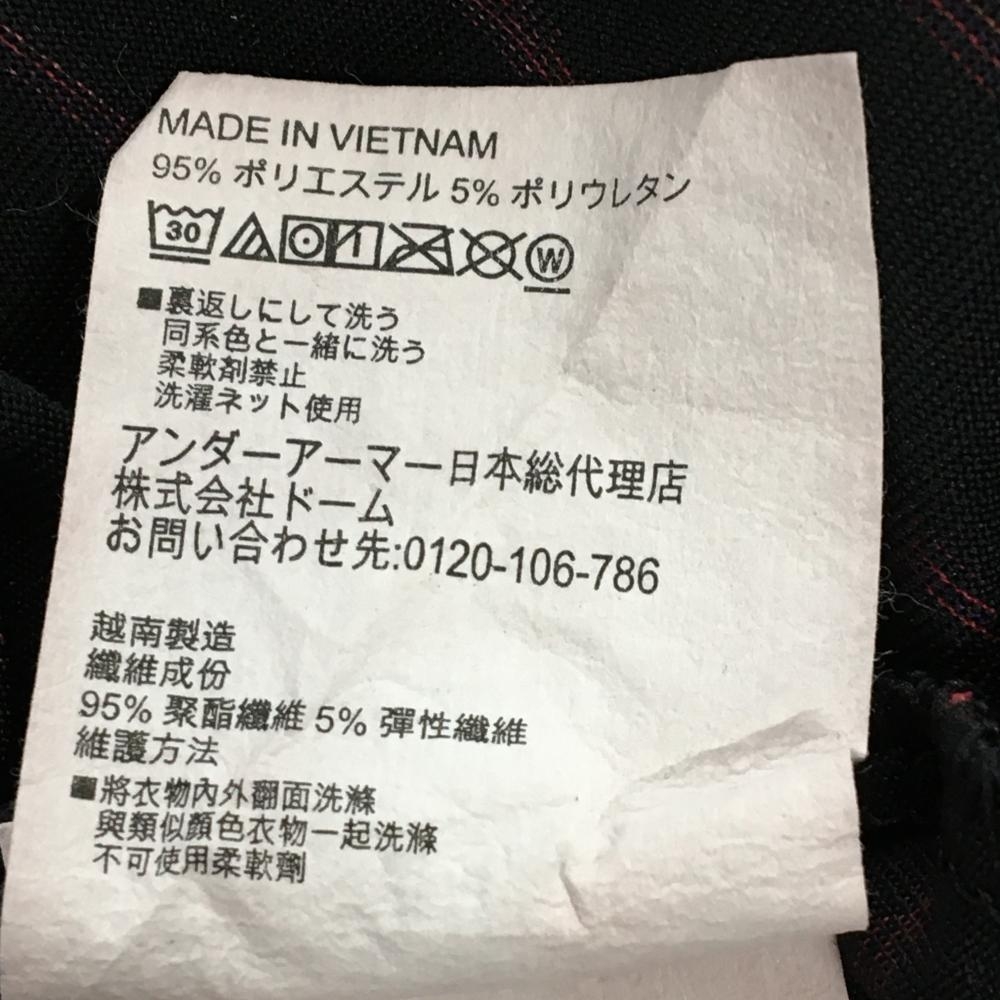 MADE IN VIETNAM
95% ポリエステル 5% ポリウレタン
30 W
■裏返しにして洗う
同系色と一緒に洗う
柔軟剤禁止
洗濯ネット使用
アンダーアーマー日本総代理店
株式会社ドーム
お問い合わせ先:0120-106-786
越南製造
纖維成份
95% 聚酯纖維 5% 彈性纖維
維護方法
■將衣物內外翻面洗滌
與類似顏色衣物一起洗滌
不可使用柔軟劑